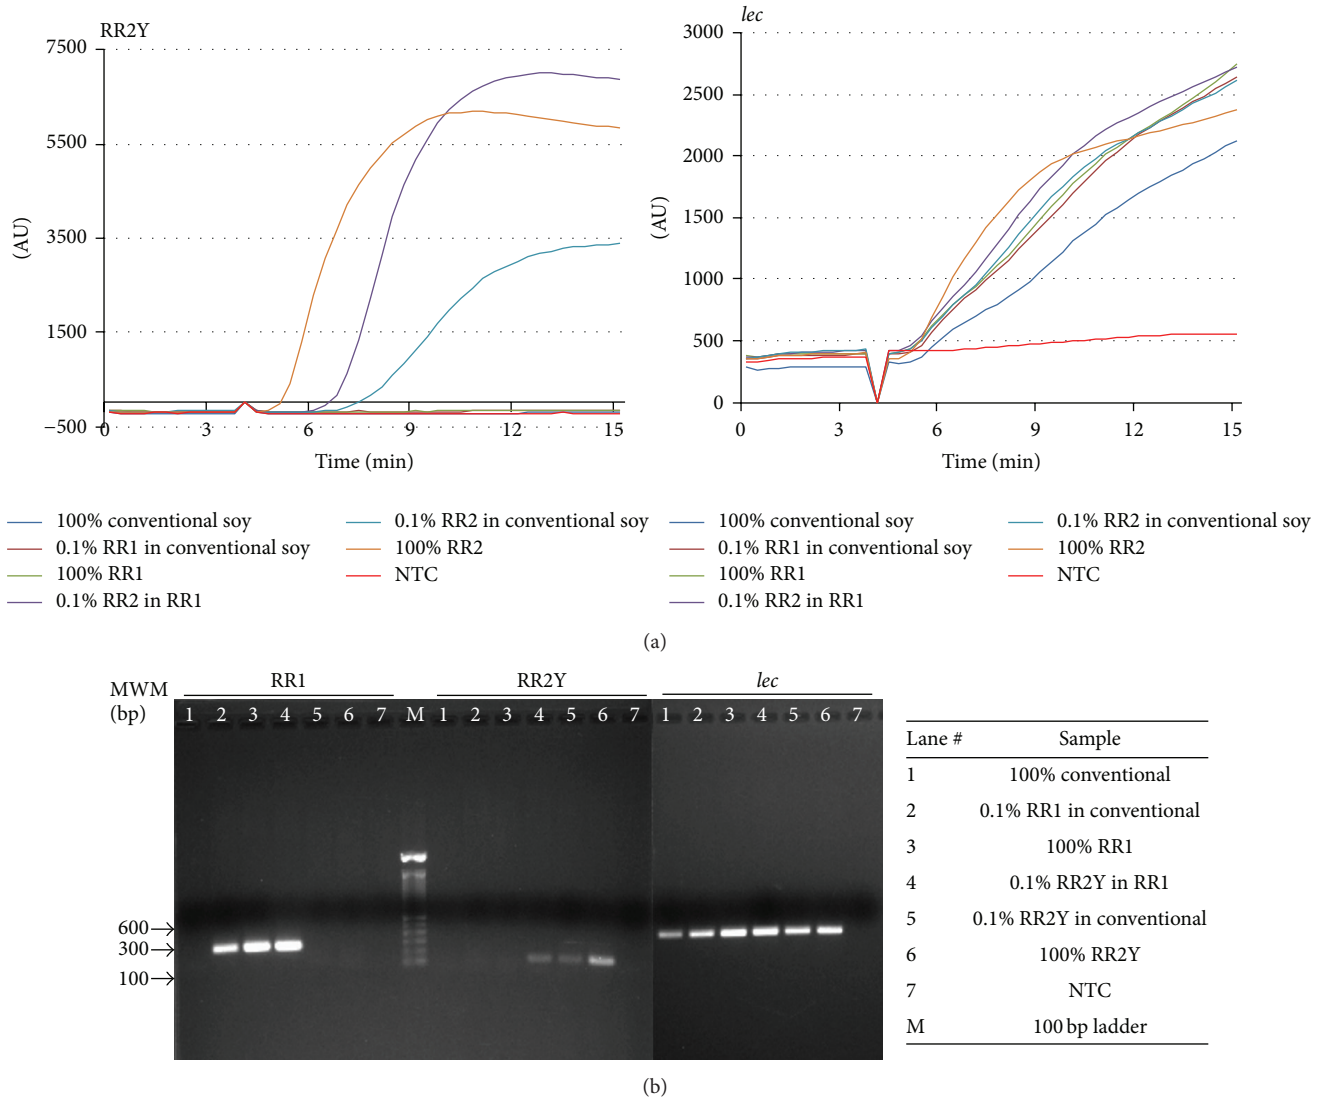 RR2Y
7500
5500
3500
1500
−500
(AU)
0 3 6 9 12 15
Time (min)
lec
3000
2500
2000
1500
1000
500
0
(AU)
0 3 6 9 12 15
Time (min)
100% conventional soy
0.1% RR1 in conventional soy
100% RR1
0.1% RR2 in RR1
0.1% RR2 in conventional soy
100% RR2
NTC
100% conventional soy
0.1% RR1 in conventional soy
100% RR1
0.1% RR2 in RR1
0.1% RR2 in conventional soy
100% RR2
NTC
(a)
MWM
(bp)
RR1 RR2Y lec
1 2 3 4 5 6 7 M 1 2 3 4 5 6 7 1 2 3 4 5 6 7
600
300
100
Lane # Sample
1 100% conventional
2 0.1% RR1 in conventional
3 100% RR1
4 0.1% RR2Y in RR1
5 0.1% RR2Y in conventional
6 100% RR2Y
7 NTC
M 100 bp ladder
(b)